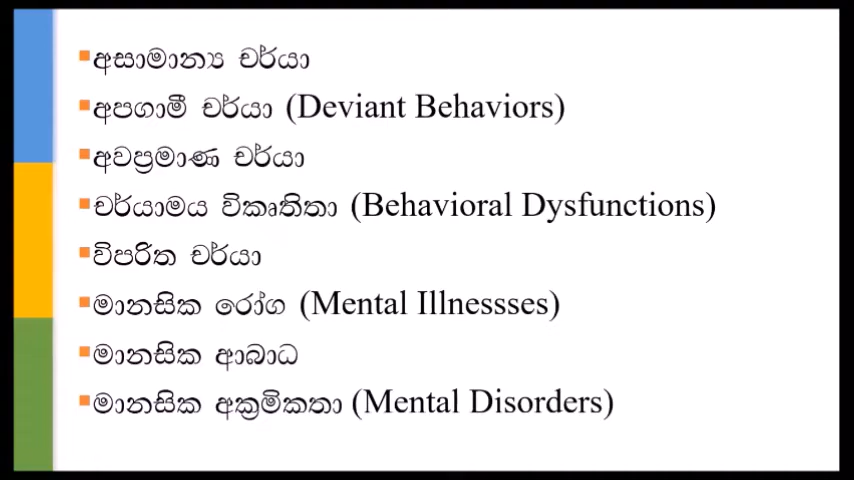 ▪අසාමාන්‍ය චර්යා
▪අපගාමී චර්යා (Deviant Behaviors)
▪අවප්‍රමාණ චර්යා
▪චර්යාමය විකෘතිතා (Behavioral Dysfunctions)
▪විපරිත චර්යා
▪මානසික රෝග (Mental Illnessses)
▪මානසික ආබාධ
▪මානසික අක්‍රමිකතා (Mental Disorders)